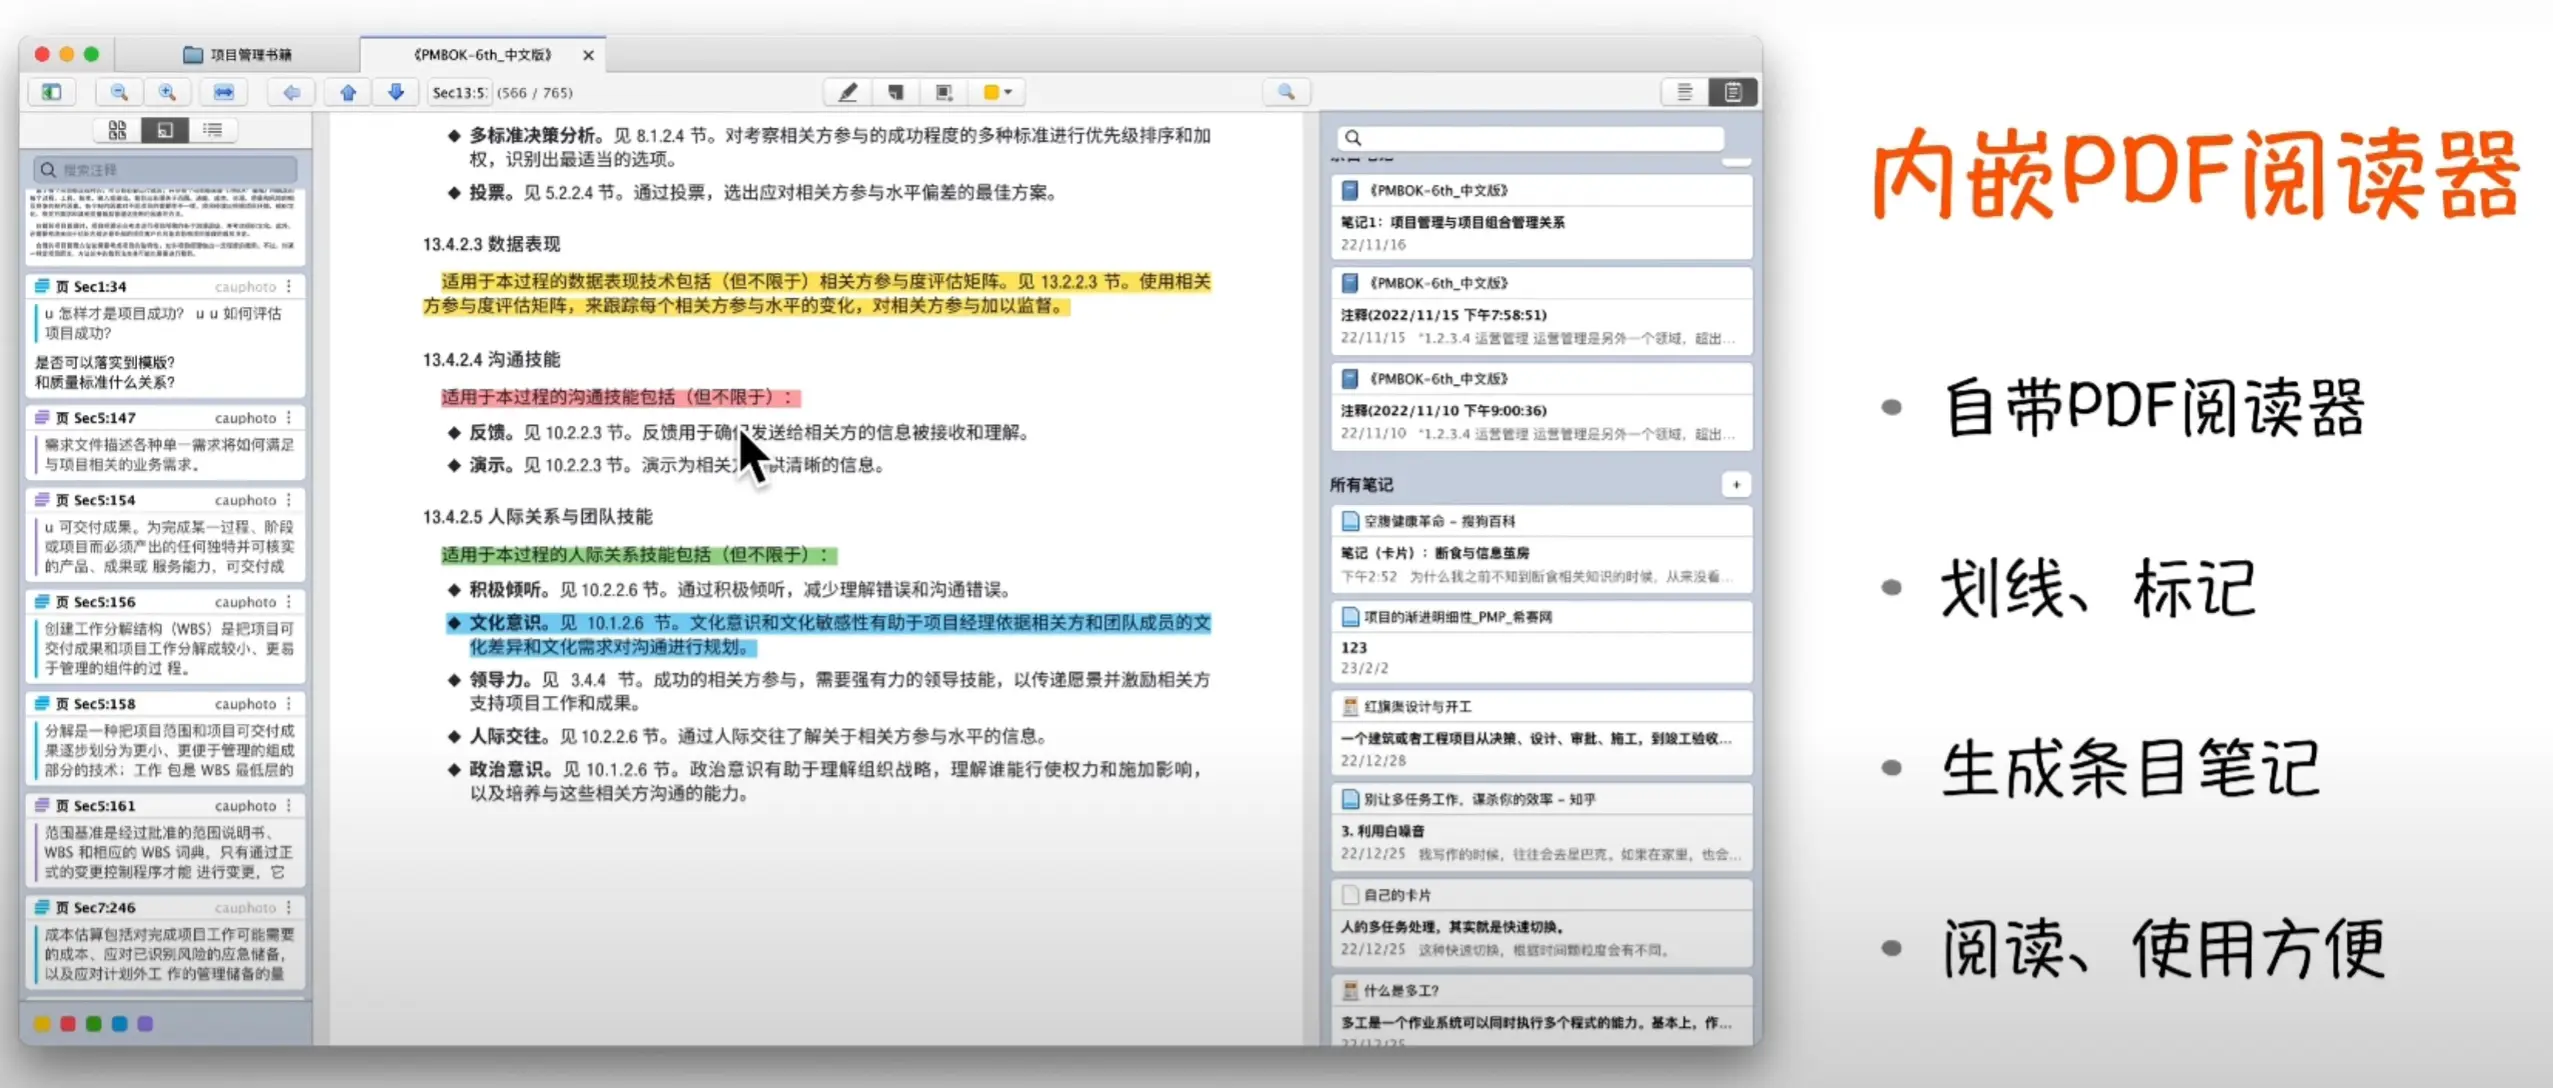 项目管理书籍
《PMBOK-6th_中文版》
Sec13:5: (566 / 765)
搜索注释
页 Sec1:34 cauphoto
u 怎样才是项目成功? u u 如何评估
项目成功?
是否可以落实到模版?
和质量标准什么关系?
页 Sec5:147 cauphoto
需求文件描述各种单一需求将如何满足
与项目相关的业务需求。
页 Sec5:154 cauphoto
u 可交付成果。为完成某一过程、阶段
或项目而必须产出的任何独特并可核实
的产品、成果或 服务能力，可交付成
页 Sec5:156 cauphoto
创建工作分解结构（WBS）是把项目可
交付成果和项目工作分解成较小、更易
于管理的组件的过 程。
页 Sec5:158 cauphoto
分解是一种把项目范围和项目可交付成
果逐步划分为更小、更便于管理的组成
部分的技术；工作 包是 WBS 最低层的
页 Sec5:161 cauphoto
范围基准是经过批准的范围说明书、
WBS 和相应的 WBS 词典，只有通过正
式的变更控制程序才能 进行变更，它
页 Sec7:246 cauphoto
成本估算包括对完成项目工作可能需要
的成本、应对已识别风险的应急储备，
以及应对计划外工 作的管理储备的量
◆ 多标准决策分析。见 8.1.2.4 节。对考察相关方参与的成功程度的多种标准进行优先级排序和加
权，识别出最适当的选项。
◆ 投票。见 5.2.2.4 节。通过投票，选出应对相关方参与水平偏差的最佳方案。
13.4.2.3 数据表现
适用于本过程的数据表现技术包括（但不限于）相关方参与度评估矩阵。见 13.2.2.3 节。使用相关
方参与度评估矩阵，来跟踪每个相关方参与水平的变化，对相关方参与加以监督。
13.4.2.4 沟通技能
适用于本过程的沟通技能包括（但不限于）：
◆ 反馈。见 10.2.2.3 节。反馈用于确保发送给相关方的信息被接收和理解。
◆ 演示。见 10.2.2.3 节。演示为相关方 供清晰的信息。
13.4.2.5 人际关系与团队技能
适用于本过程的人际关系技能包括（但不限于）：
◆ 积极倾听。见 10.2.2.6 节。通过积极倾听，减少理解错误和沟通错误。
◆ 文化意识。见 10.1.2.6 节。文化意识和文化敏感性有助于项目经理依据相关方和团队成员的文
化差异和文化需求对沟通进行规划。
◆ 领导力。见 3.4.4 节。成功的相关方参与，需要强有力的领导技能，以传递愿景并激励相关方
支持项目工作和成果。
◆ 人际交往。见 10.2.2.6 节。通过人际交往了解关于相关方参与水平的信息。
◆ 政治意识。见 10.1.2.6 节。政治意识有助于理解组织战略，理解谁能行使权力和施加影响，
以及培养与这些相关方沟通的能力。
《PMBOK-6th_中文版》
笔记1：项目管理与项目组合管理关系
22/11/16
《PMBOK-6th_中文版》
注释(2022/11/15 下午7:58:51)
22/11/15 “1.2.3.4 运营管理 运营管理是另外一个领域，超出...
《PMBOK-6th_中文版》
注释(2022/11/10 下午9:00:36)
22/11/10 “1.2.3.4 运营管理 运营管理是另外一个领域，超出...
所有笔记 +
空腹健康革命 – 搜狗百科
笔记（卡片）：断食与信息茧房
下午2:52 为什么我之前不知到断食相关知识的时候，从来没看...
项目的渐进明细性_PMP_希赛网
123
23/2/2
红旗渠设计与开工
一个建筑或者工程项目从决策、设计、审批、施工，到竣工验收...
22/12/28
别让多任务工作，谋杀你的效率 – 知乎
3. 利用白噪音
22/12/25 我写作的时候，往往会去星巴克。如果在家里，也会...
自己的卡片
人的多任务处理，其实就是快速切换。
22/12/25 这种快速切换，根据时间颗粒度会有不同。
什么是多工?
多工是一个作业系统可以同时执行多个程式的能力。基本上，作...
22/12/25
内嵌PDF阅读器
• 自带PDF阅读器
• 划线、标记
• 生成条目笔记
• 阅读、使用方便